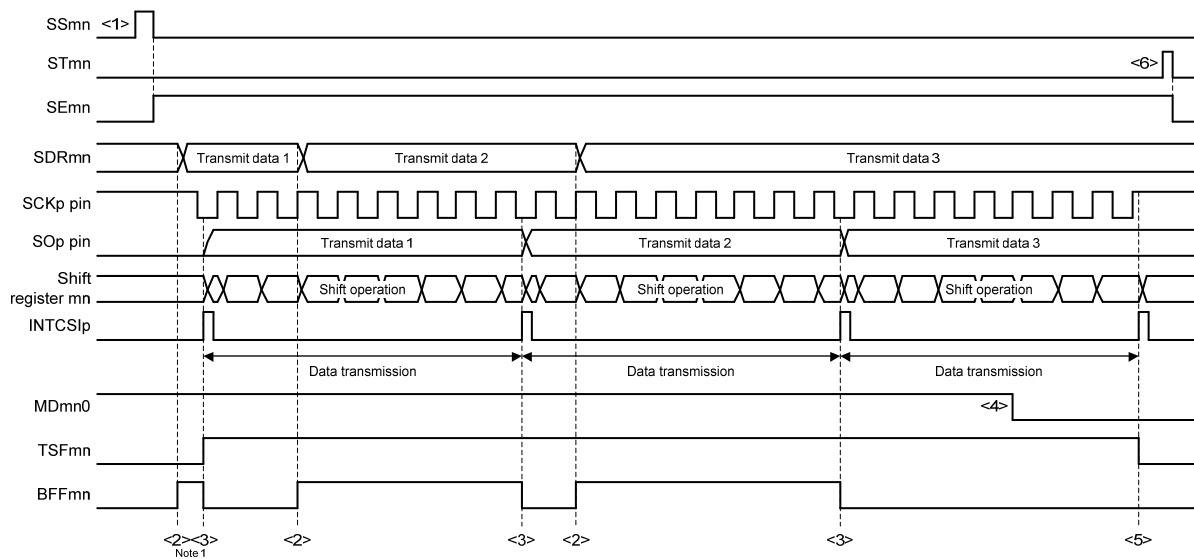 SSmn <1>
STmn <6>
SEmn
SDRmn Transmit data 1 Transmit data 2 Transmit data 3
SCKp pin
SOp pin Transmit data 1 Transmit data 2 Transmit data 3
Shift
register mn Shift operation Shift operation Shift operation
INTCSIp
Data transmission Data transmission Data transmission
MDmn0 <4>
TSFmn
BFFmn
<2><3> <2> <3> <2> <3> <5>
Note 1